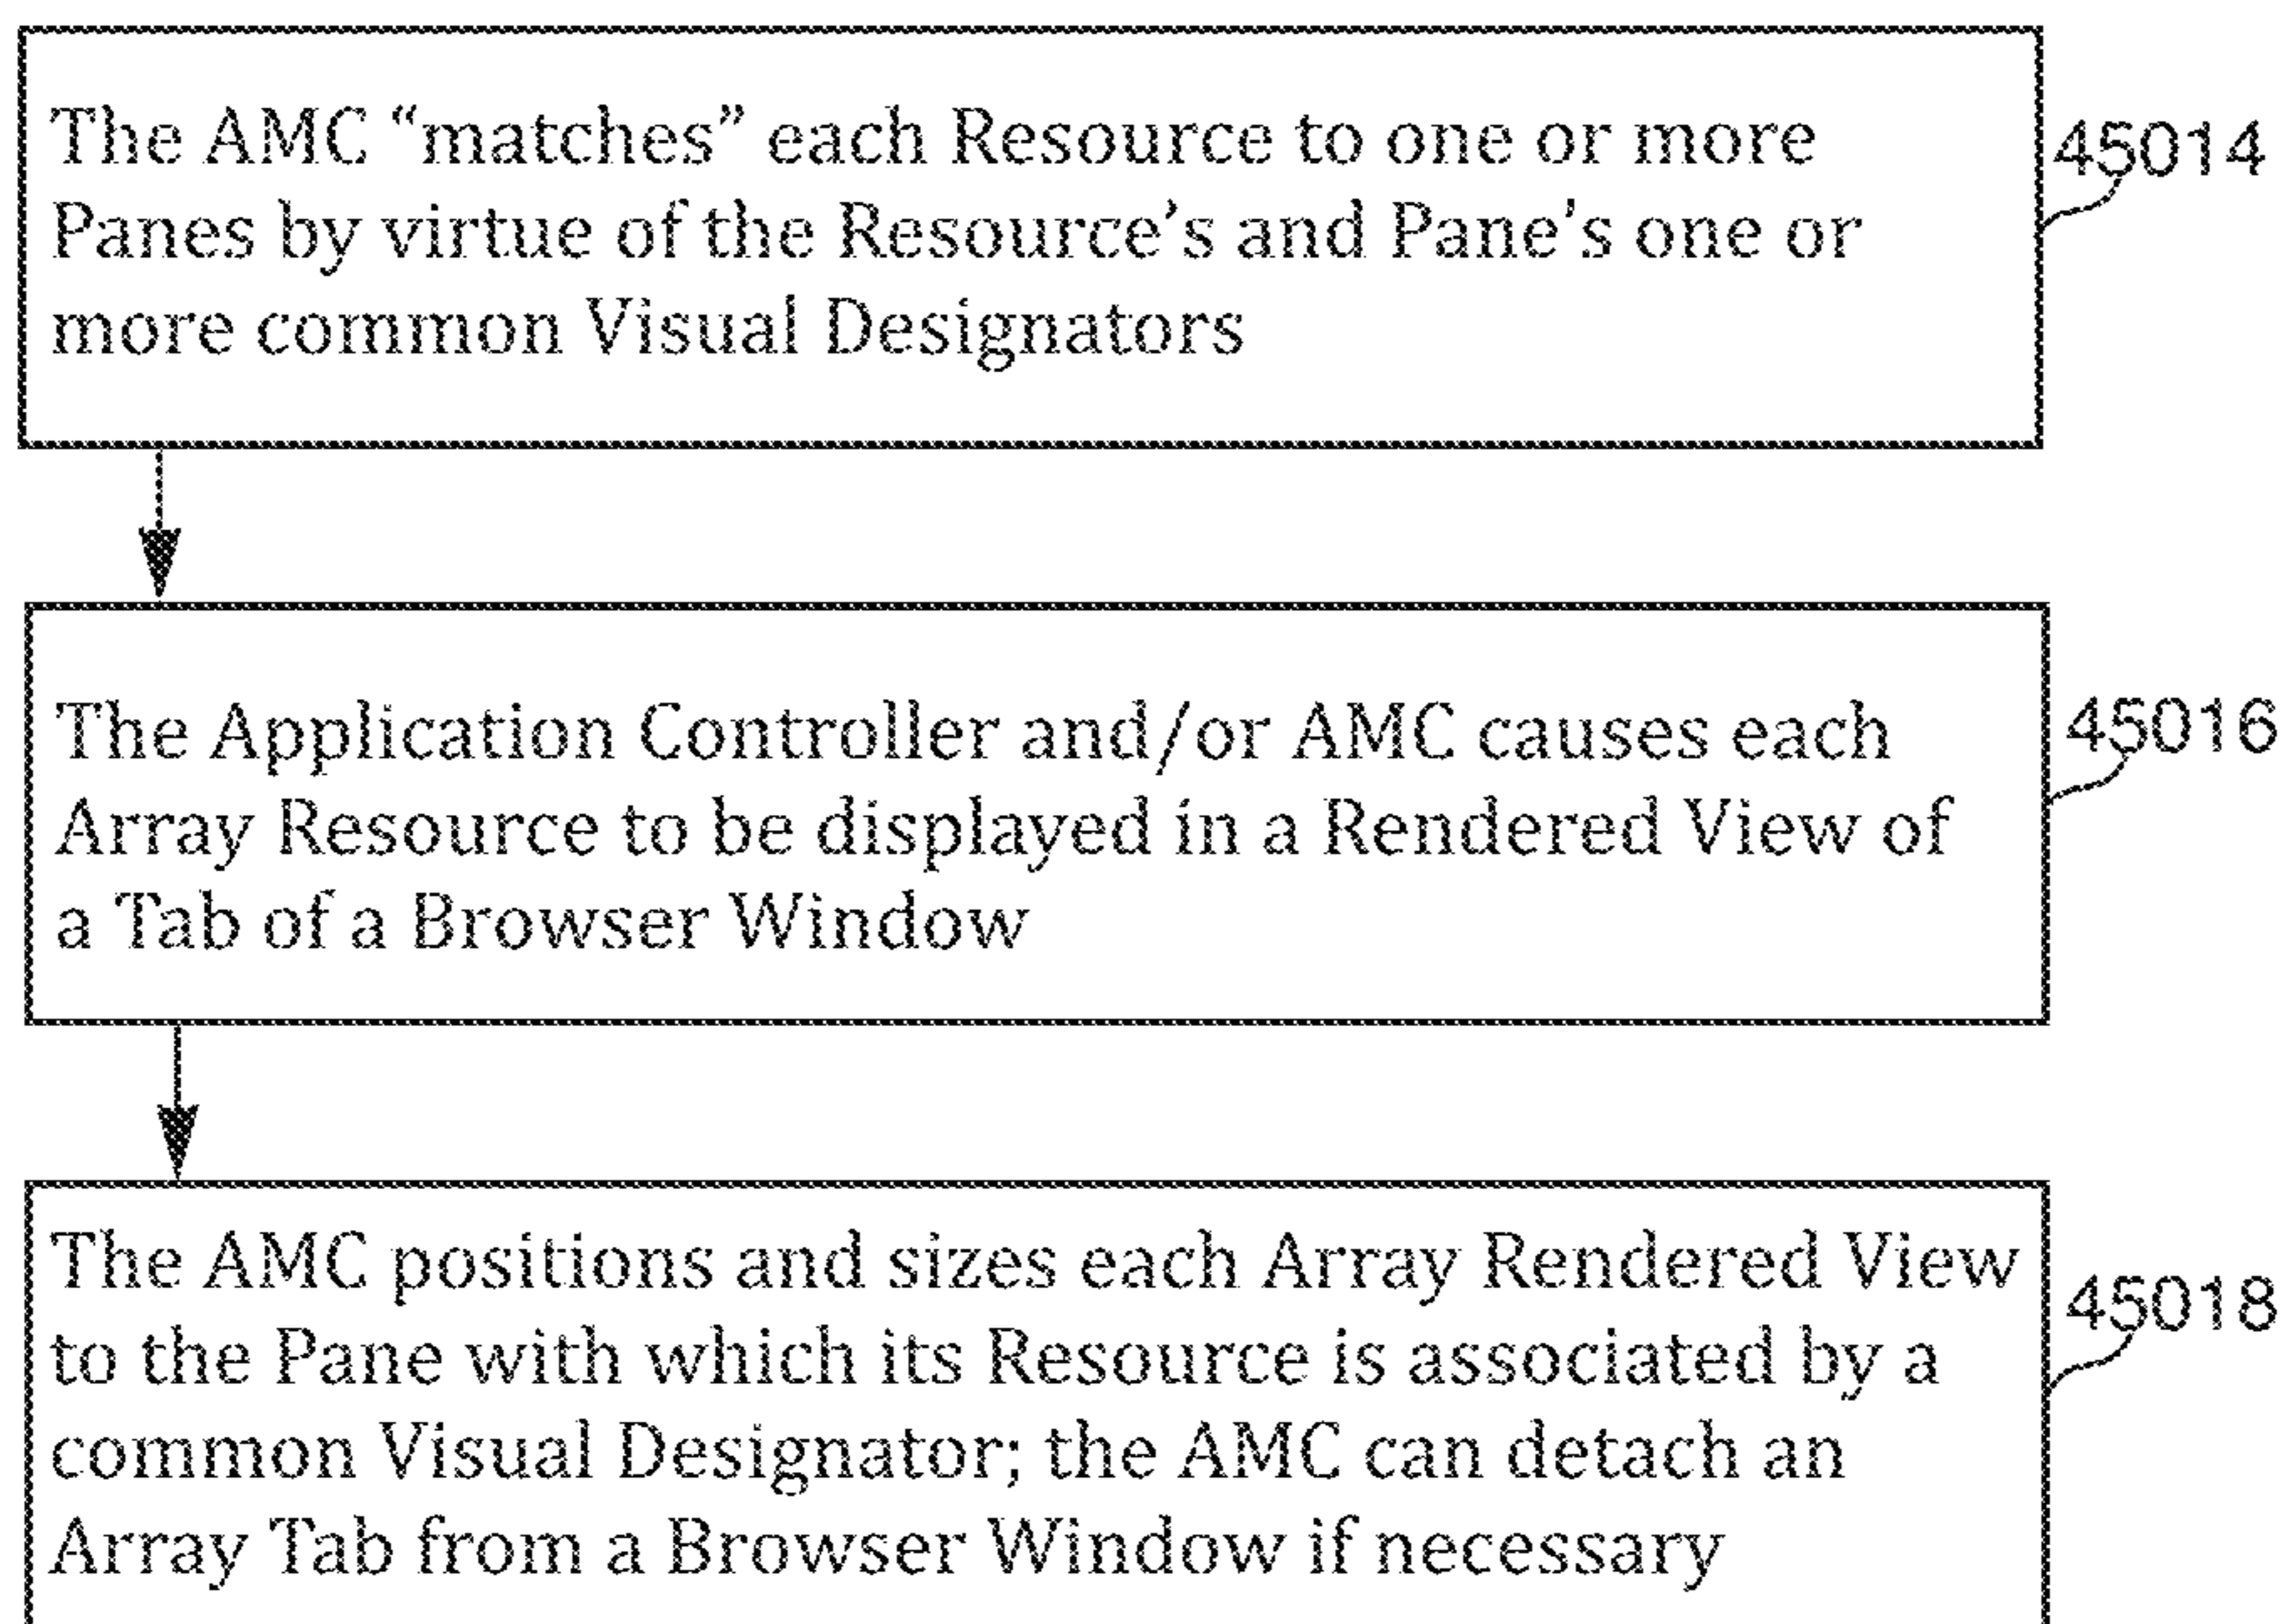 The AMC “matches” each Resource to one or more
Panes by virtue of the Resource’s and Pane’s one or
more common Visual Designators
45014
The Application Controller and/or AMC causes each
Array Resource to be displayed in a Rendered View of
a Tab of a Browser Window
45016
The AMC positions and sizes each Array Rendered View
to the Pane with which its Resource is associated by a
common Visual Designator; the AMC can detach an
Array Tab from a Browser Window if necessary
45018